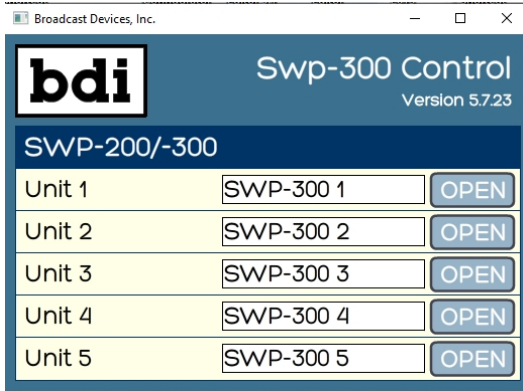 Broadcast Devices, Inc.
bdi
Swp-300 Control
Version 5.7.23
SWP-200/-300
Unit 1 SWP-300 1 OPEN
Unit 2 SWP-300 2 OPEN
Unit 3 SWP-300 3 OPEN
Unit 4 SWP-300 4 OPEN
Unit 5 SWP-300 5 OPEN